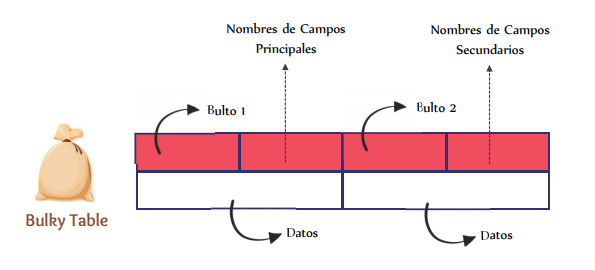 Nombres de Campos
Principales
Nombres de Campos
Secundarios
Bulto 1
Bulto 2
Bulky Table
Datos
Datos